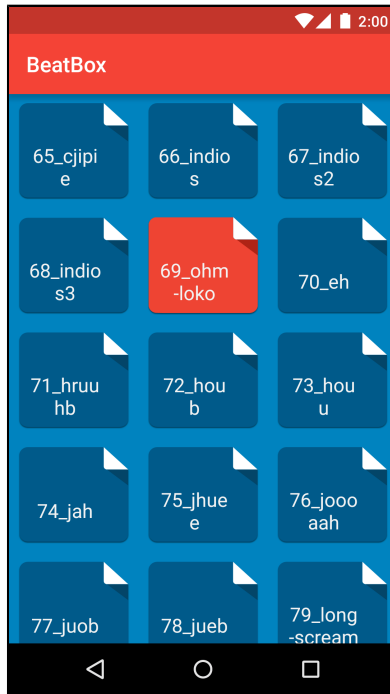 2:00
BeatBox
65_cjipi
e
66_indio
s
67_indio
s2
68_indio
s3
69_ohm
-loko
70_eh
71_hruu
hb
72_hou
b
73_hou
u
74_jah
75_jhue
e
76_jooo
aah
77_juob
78_jueb
79_long
-scream